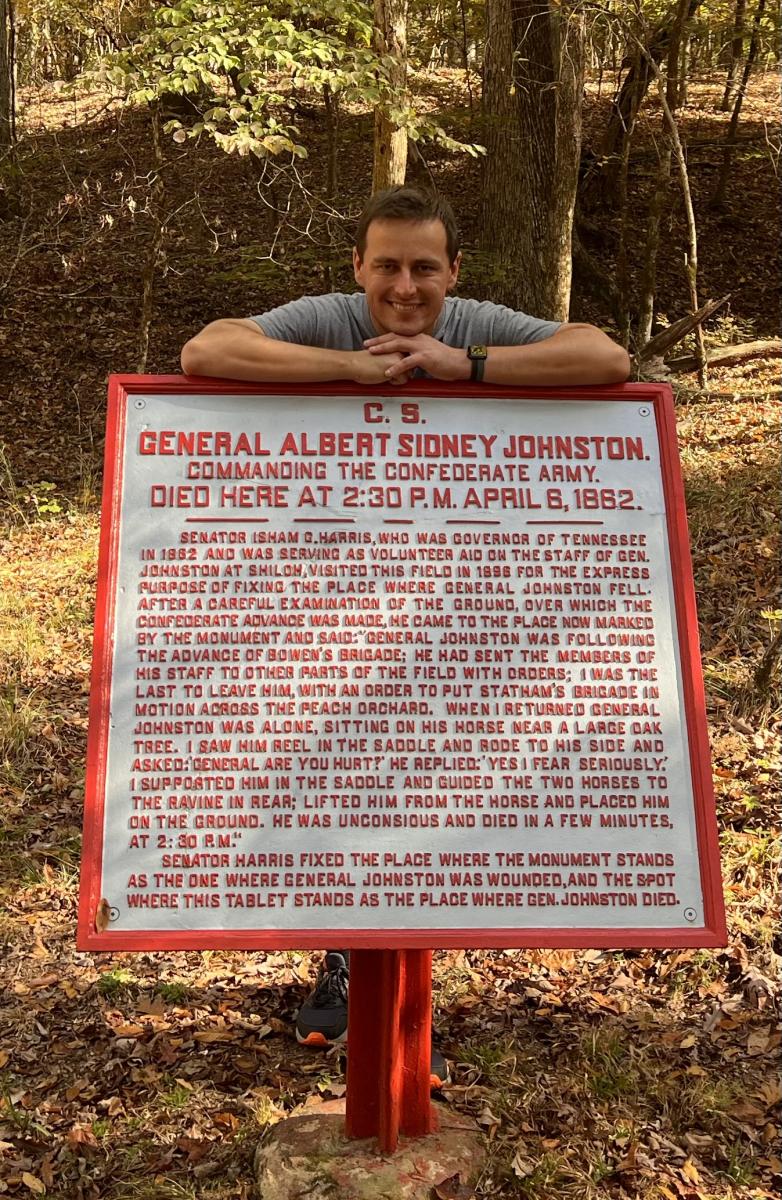 C. S.
GENERAL ALBERT SIDNEY JOHNSTON.
COMMANDING THE CONFEDERATE ARMY.
DIED HERE AT 2:30 P.M. APRIL 6, 1862.
SENATOR ISHAM G. HARRIS, WHO WAS GOVERNOR OF TENNESSEE
IN 1862 AND WAS SERVING AS VOLUNTEER AID ON THE STAFF OF GEN.
JOHNSTON AT SHILOH, VISITED THIS FIELD IN 1896 FOR THE EXPRESS
PURPOSE OF FIXING THE PLACE WHERE GENERAL JOHNSTON FELL.
AFTER A CAREFUL EXAMINATION OF THE GROUND, OVER WHICH THE
CONFEDERATE ADVANCE WAS MADE, HE CAME TO THE PLACE NOW MARKED
BY THE MONUMENT AND SAID: "GENERAL JOHNSTON WAS FOLLOWING
THE ADVANCE OF BOWEN'S BRIGADE; HE HAD SENT THE MEMBERS OF
HIS STAFF TO OTHER PARTS OF THE FIELD WITH ORDERS; I WAS THE
LAST TO LEAVE HIM, WITH AN ORDER TO PUT STATHAM'S BRIGADE IN
MOTION ACROSS THE PEACH ORCHARD. WHEN I RETURNED GENERAL
JOHNSTON WAS ALONE, SITTING ON HIS HORSE NEAR A LARGE OAK
TREE. I SAW HIM REEL IN THE SADDLE AND RODE TO HIS SIDE AND
ASKED: 'GENERAL ARE YOU HURT?' HE REPLIED: 'YES I FEAR SERIOUSLY.'
I SUPPORTED HIM IN THE SADDLE AND GUIDED THE TWO HORSES TO
THE RAVINE IN REAR; LIFTED HIM FROM THE HORSE AND PLACED HIM
ON THE GROUND. HE WAS UNCONSIOUS AND DIED IN A FEW MINUTES,
AT 2:30 P.M."
SENATOR HARRIS FIXED THE PLACE WHERE THE MONUMENT STANDS
AS THE ONE WHERE GENERAL JOHNSTON WAS WOUNDED, AND THE SPOT
WHERE THIS TABLET STANDS AS THE PLACE WHERE GEN. JOHNSTON DIED.